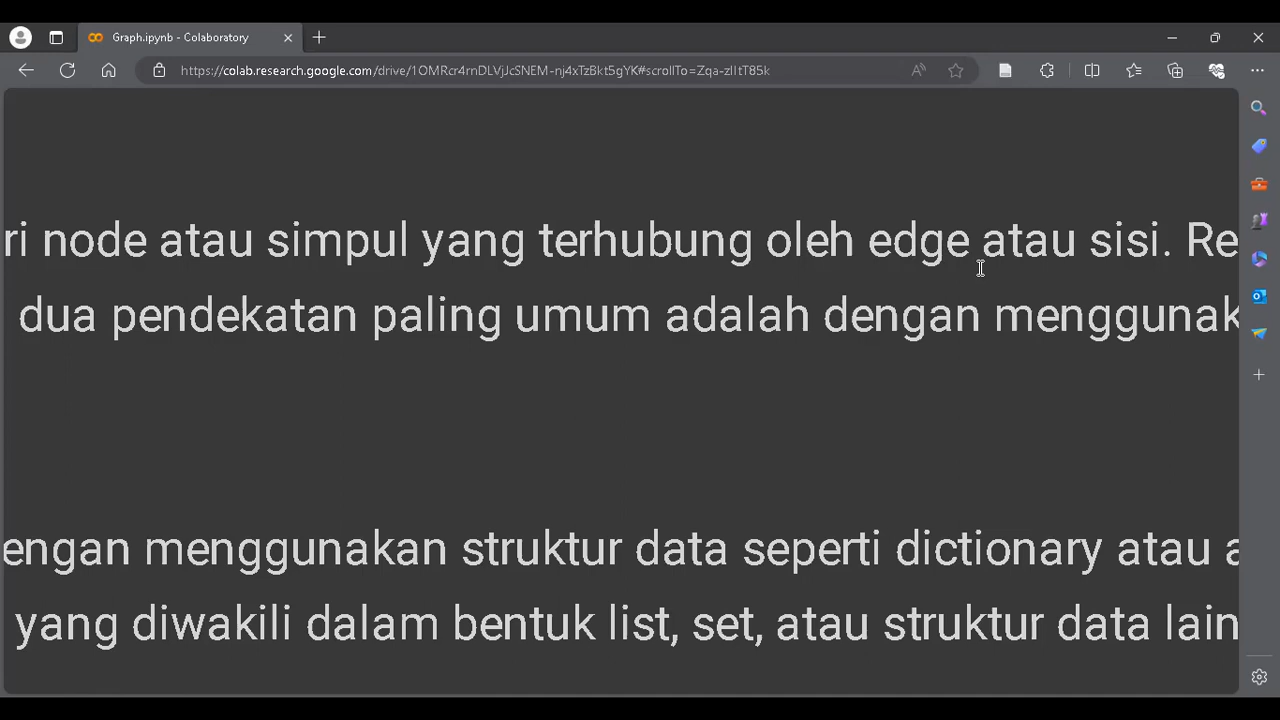 Graph.ipynb - Colaboratory
https://colab.research.google.com/drive/1OMRcr4rnDLVjJcSNEM-nj4xTzBkt5gYK#scrollTo=Zqa-zlItT85k
ri node atau simpul yang terhubung oleh edge atau sisi. Re
dua pendekatan paling umum adalah dengan menggunak
engan menggunakan struktur data seperti dictionary atau a
yang diwakili dalam bentuk list, set, atau struktur data lain